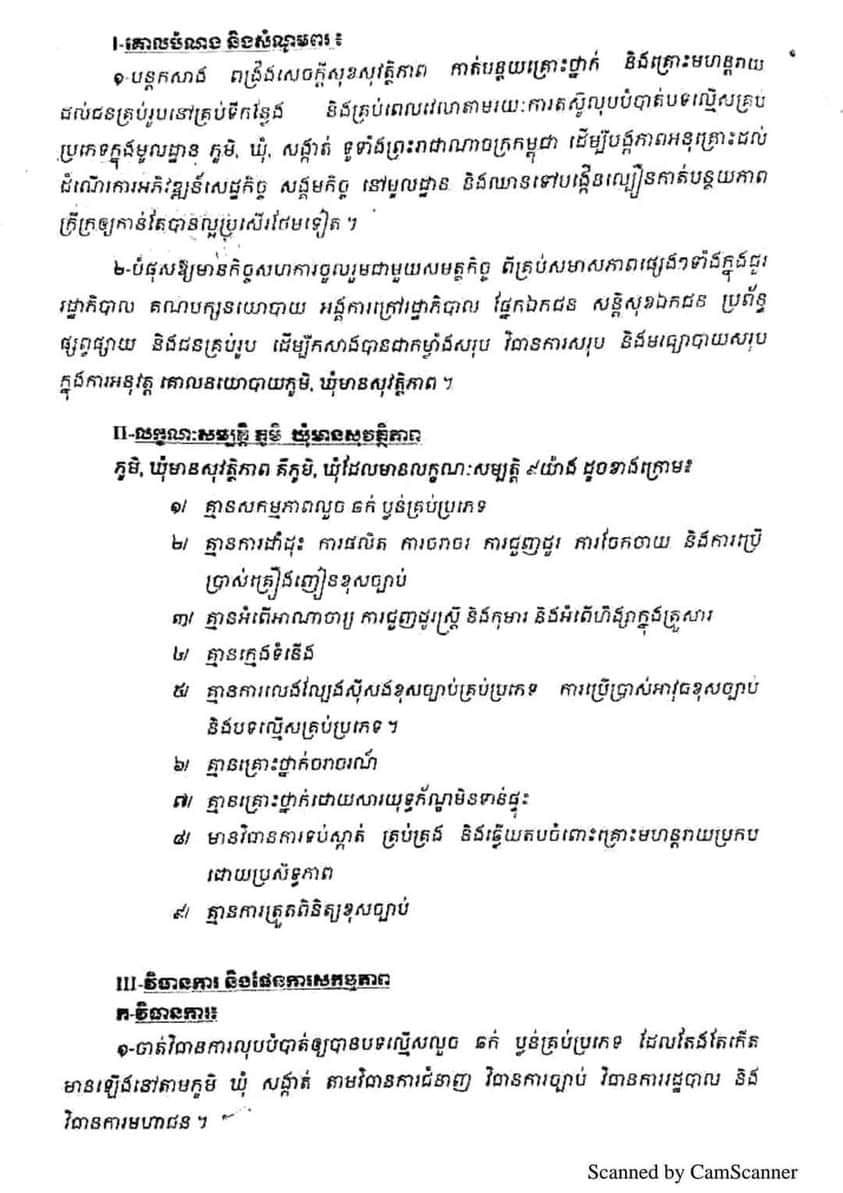 I-គោលបំណង និងសំណូមពរ ៖
១-បន្តកសាង ពង្រឹងសេចក្តីសុខសុវត្ថិភាព កាត់បន្ថយគ្រោះថ្នាក់ និងគ្រោះមហន្តរាយ
ដល់ជនគ្រប់រូបនៅគ្រប់ទីកន្លែង និងគ្រប់ពេលវេលាតាមរយៈការតស៊ូលុបបំបាត់បទល្មើសគ្រប់
ប្រភេទក្នុងមូលដ្ឋាន ភូមិ, ឃុំ, សង្កាត់ ទូទាំងព្រះរាជាណាចក្រកម្ពុជា ដើម្បីបង្កភាពអនុគ្រោះដល់
ដំណើរការអភិវឌ្ឍន៍សេដ្ឋកិច្ច សង្គមកិច្ច នៅមូលដ្ឋាន និងឈានទៅបង្កើនល្បឿនកាត់បន្ថយភាព
ក្រីក្រឲ្យកាន់តែបានល្អប្រសើរថែមទៀត ។
២-បំផុសឱ្យមានកិច្ចសហការចូលរួមជាមួយសមត្ថកិច្ច ពីគ្រប់សមាសភាពផ្សេងៗទាំងក្នុងជួរ
រដ្ឋាភិបាល គណបក្សនយោបាយ អង្គការក្រៅរដ្ឋាភិបាល ផ្នែកឯកជន សន្តិសុខឯកជន ប្រព័ន្ធ
ផ្សព្វផ្សាយ និងជនគ្រប់រូប ដើម្បីកសាងបានជាកម្លាំងសរុប វិធានការសរុប និងមធ្យោបាយសរុប
ក្នុងការអនុវត្ត គោលនយោបាយភូមិ, ឃុំមានសុវត្ថិភាព ។
II-លក្ខណៈសម្បត្តិ ភូមិ ឃុំមានសុវត្ថិភាព
ភូមិ, ឃុំមានសុវត្ថិភាព គឺភូមិ, ឃុំដែលមានលក្ខណៈសម្បត្តិ ៩យ៉ាង ដូចខាងក្រោម៖
១/ គ្មានសកម្មភាពលួច ឆក់ ប្លន់គ្រប់ប្រភេទ
២/ គ្មានការដាំដុះ ការផលិត ការចរាចរ ការជួញដូរ ការចែកចាយ និងការប្រើ
ប្រាស់គ្រឿងញៀនខុសច្បាប់
៣/ គ្មានអំពើអាណាចារ្យ ការជួញដូរស្ត្រី និងកុមារ និងអំពើហិង្សាក្នុងគ្រួសារ
៤/ គ្មានក្មេងទំនើង
៥/ គ្មានការលេងល្បែងស៊ីសងខុសច្បាប់គ្រប់ប្រភេទ ការប្រើប្រាស់អាវុធខុសច្បាប់
និងបទល្មើសគ្រប់ប្រភេទ ។
៦/ គ្មានគ្រោះថ្នាក់ចរាចរណ៍
៧/ គ្មានគ្រោះថ្នាក់ដោយសារយុទ្ធភ័ណ្ឌមិនទាន់ផ្ទុះ
៨/ មានវិធានការទប់ស្កាត់ គ្រប់គ្រង និងឆ្លើយតបចំពោះគ្រោះមហន្តរាយប្រកប
ដោយប្រសិទ្ធភាព
៩/ គ្មានការត្រួតពិនិត្យខុសច្បាប់
III-វិធានការ និងផែនការសកម្មភាព
ក-វិធានការ៖
១-ចាត់វិធានការលុបបំបាត់ឲ្យបានបទល្មើសលួច ឆក់ ប្លន់គ្រប់ប្រភេទ ដែលតែងតែកើត
មានឡើងនៅតាមភូមិ ឃុំ សង្កាត់ តាមវិធានការជំនាញ វិធានការច្បាប់ វិធានការរដ្ឋបាល និង
វិធានការមហាជន ។
Scanned by CamScanner